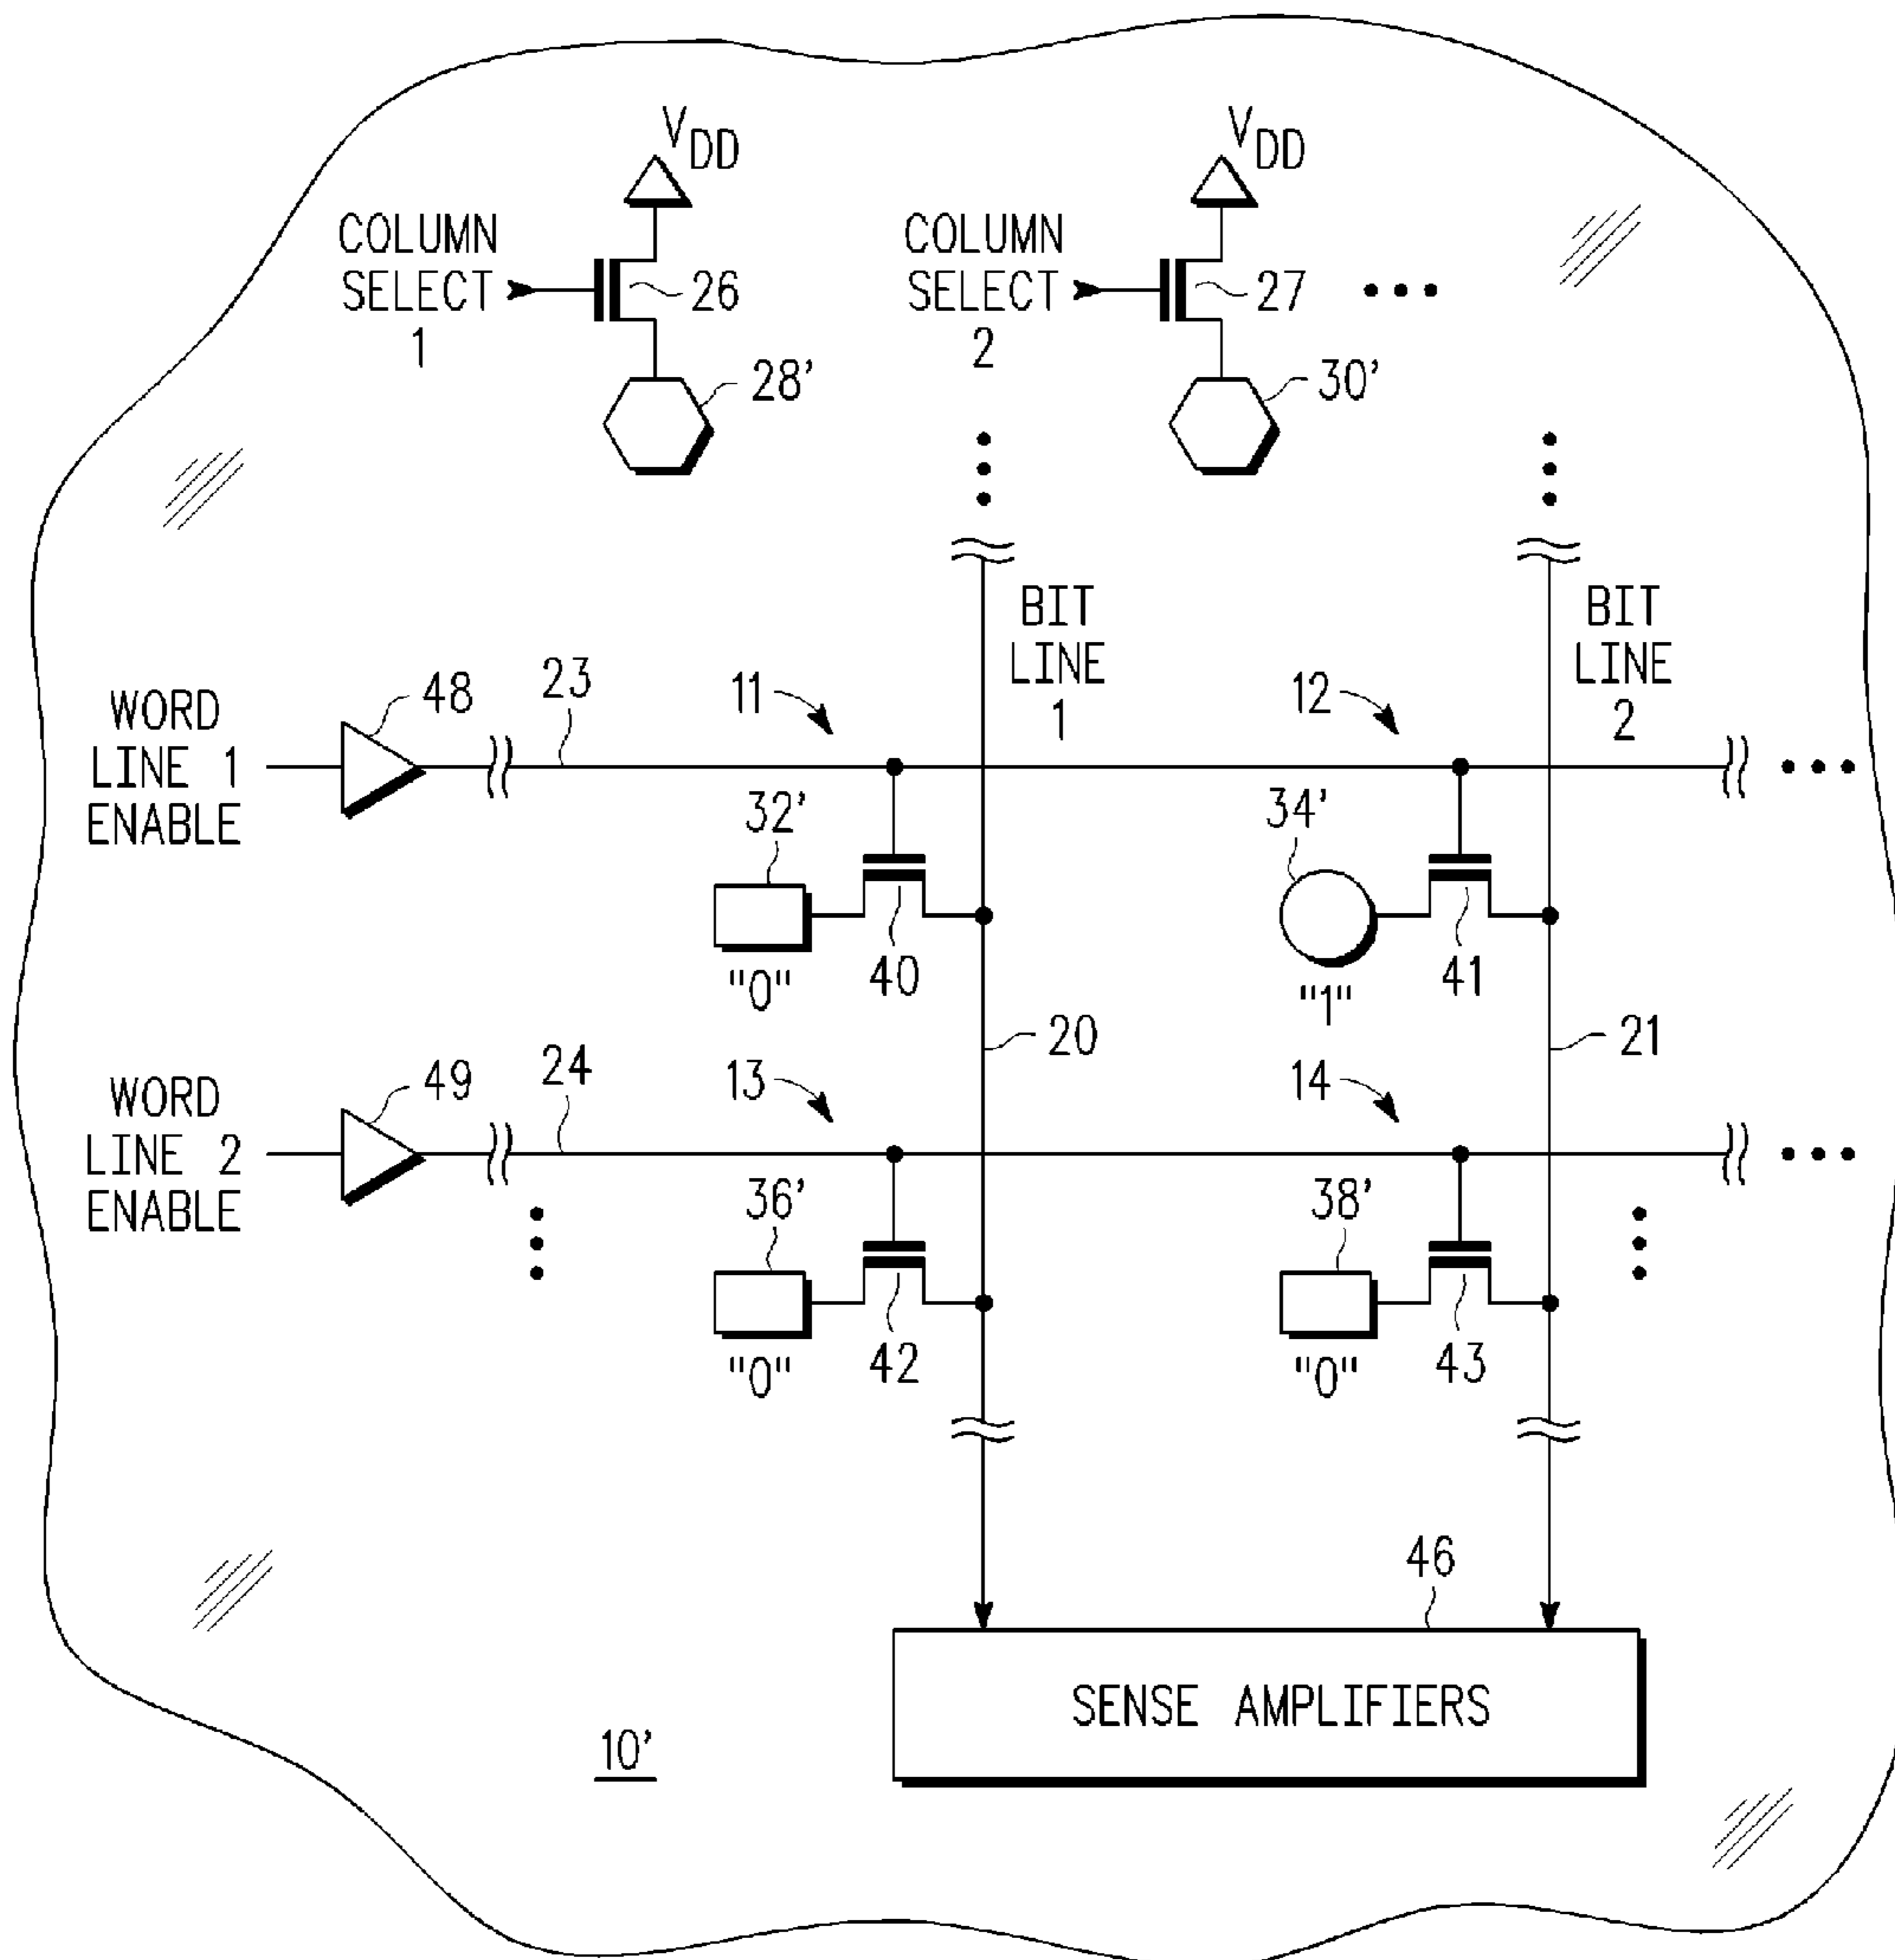 VDD
VDD
COLUMN
SELECT
1
26
COLUMN
SELECT
2
27
28'
30'
BIT
LINE
1
BIT
LINE
2
WORD
LINE 1
ENABLE
48
23
11
12
32'
34'
"0"
40
"1"
41
20
21
WORD
LINE 2
ENABLE
49
24
13
14
36'
38'
"0"
42
"0"
43
46
SENSE AMPLIFIERS
10'